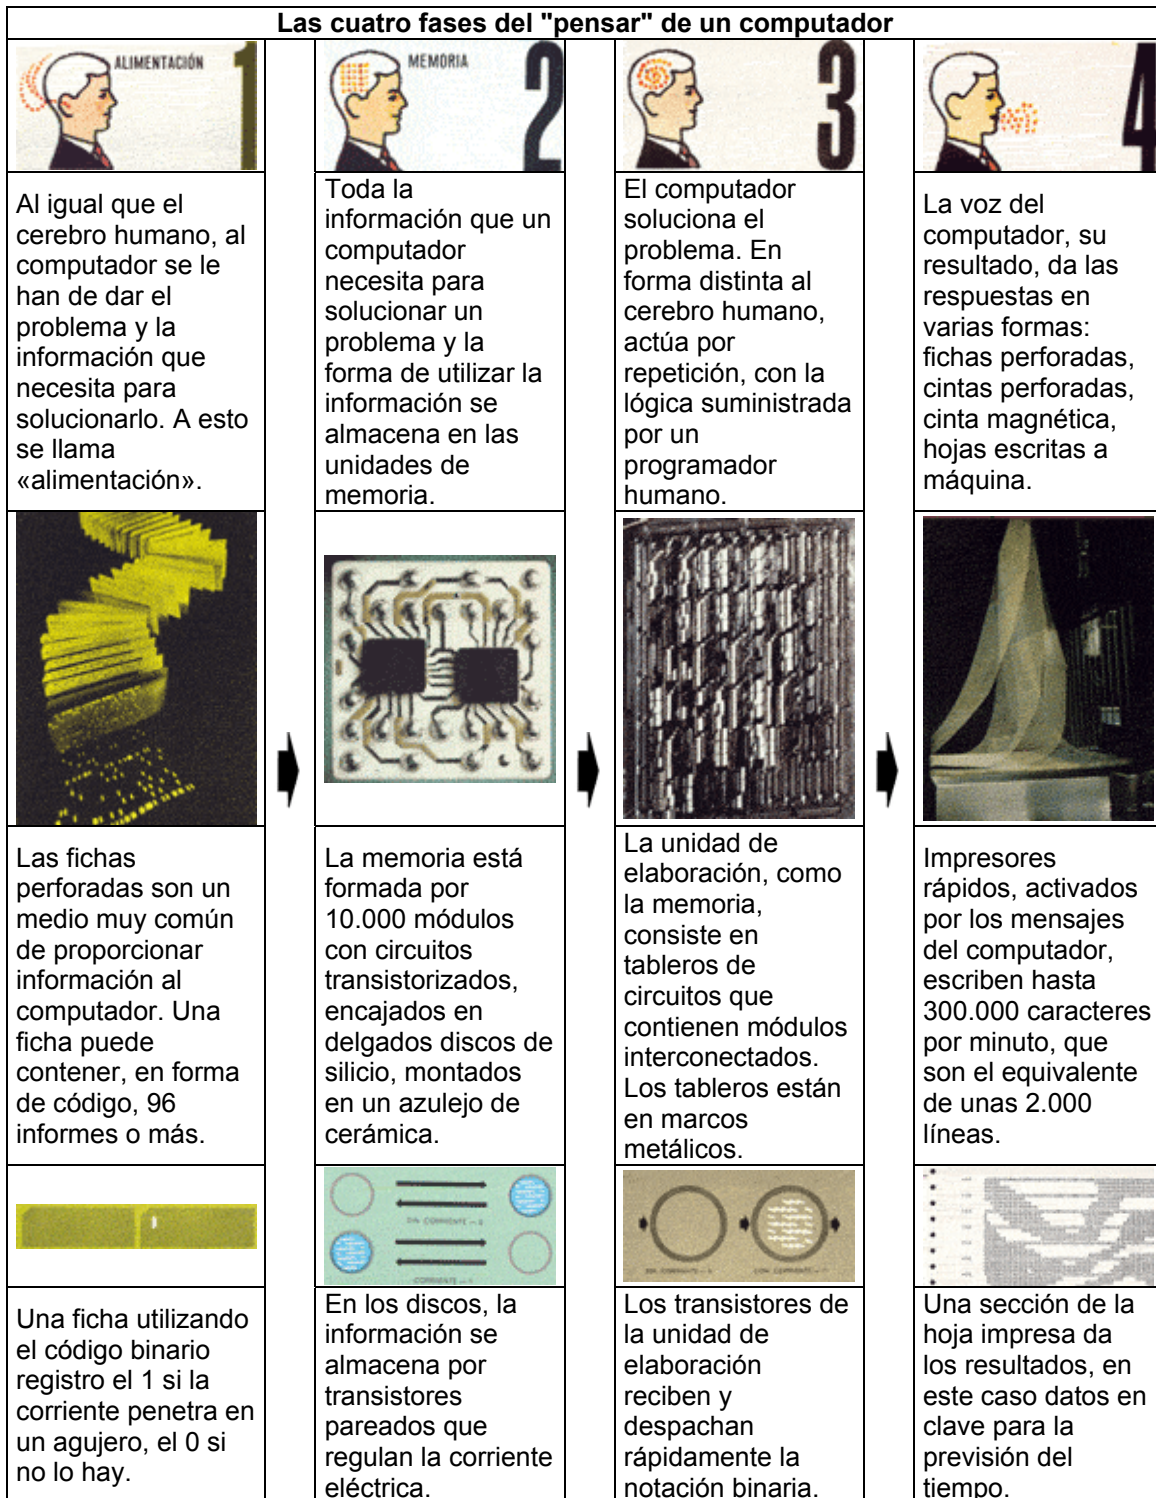 Las cuatro fases del "pensar" de un computador
ALIMENTACIÓN 1
MEMORIA 2
3
4
Al igual que el
cerebro humano, al
computador se le
han de dar el
problema y la
información que
necesita para
solucionarlo. A esto
se llama
«alimentación».
Toda la
información que un
computador
necesita para
solucionar un
problema y la
forma de utilizar la
información se
almacena en las
unidades de
memoria.
El computador
soluciona el
problema. En
forma distinta al
cerebro humano,
actúa por
repetición, con la
lógica suministrada
por un
programador
humano.
La voz del
computador, su
resultado, da las
respuestas en
varias formas:
fichas perforadas,
cintas perforadas,
cinta magnética,
hojas escritas a
máquina.
Las fichas
perforadas son un
medio muy común
de proporcionar
información al
computador. Una
ficha puede
contener, en forma
de código, 96
informes o más.
La memoria está
formada por
10.000 módulos
con circuitos
transistorizados,
encajados en
delgados discos de
silicio, montados
en un azulejo de
cerámica.
La unidad de
elaboración, como
la memoria,
consiste en
tableros de
circuitos que
contienen módulos
interconectados.
Los tableros están
en marcos
metálicos.
Impresores
rápidos, activados
por los mensajes
del computador,
escriben hasta
300.000 caracteres
por minuto, que
son el equivalente
de unas 2.000
líneas.
SIN CORRIENTE
CORRIENTE
SIN CORRIENTE
CON CORRIENTE
Una ficha utilizando
el código binario
registro el 1 si la
corriente penetra en
un agujero, el 0 si
no lo hay.
En los discos, la
información se
almacena por
transistores
pareados que
regulan la corriente
eléctrica.
Los transistores de
la unidad de
elaboración
reciben y
despachan
rápidamente la
notación binaria.
Una sección de la
hoja impresa da
los resultados, en
este caso datos en
clave para la
previsión del
tiempo.